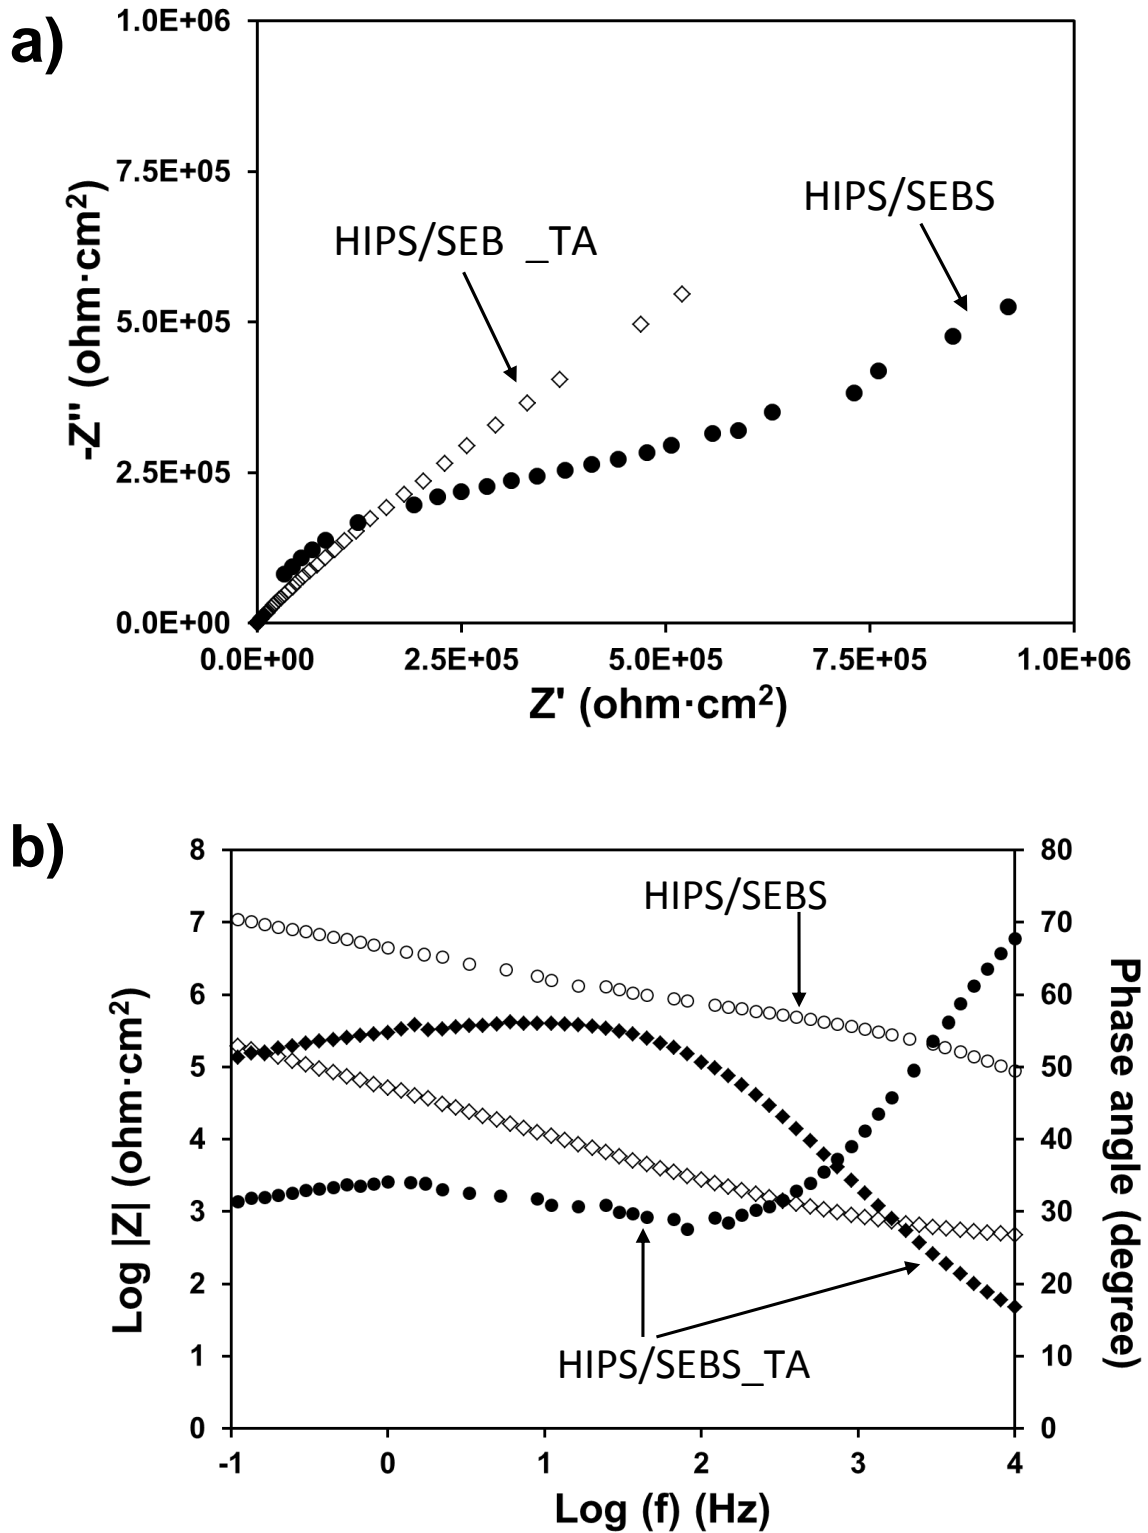 a)
1.0E+06
7.5E+05
5.0E+05
2.5E+05
0.0E+00
-Z'' (ohm·cm²)
HIPS/SEB _TA
HIPS/SEBS
0.0E+00 2.5E+05 5.0E+05 7.5E+05 1.0E+06
Z' (ohm·cm²)
b)
8
7
6
5
4
3
2
1
0
Log |Z| (ohm·cm²)
HIPS/SEBS
HIPS/SEBS_TA
80
70
60
50
40
30
20
10
0
Phase angle (degree)
-1 0 1 2 3 4
Log (f) (Hz)